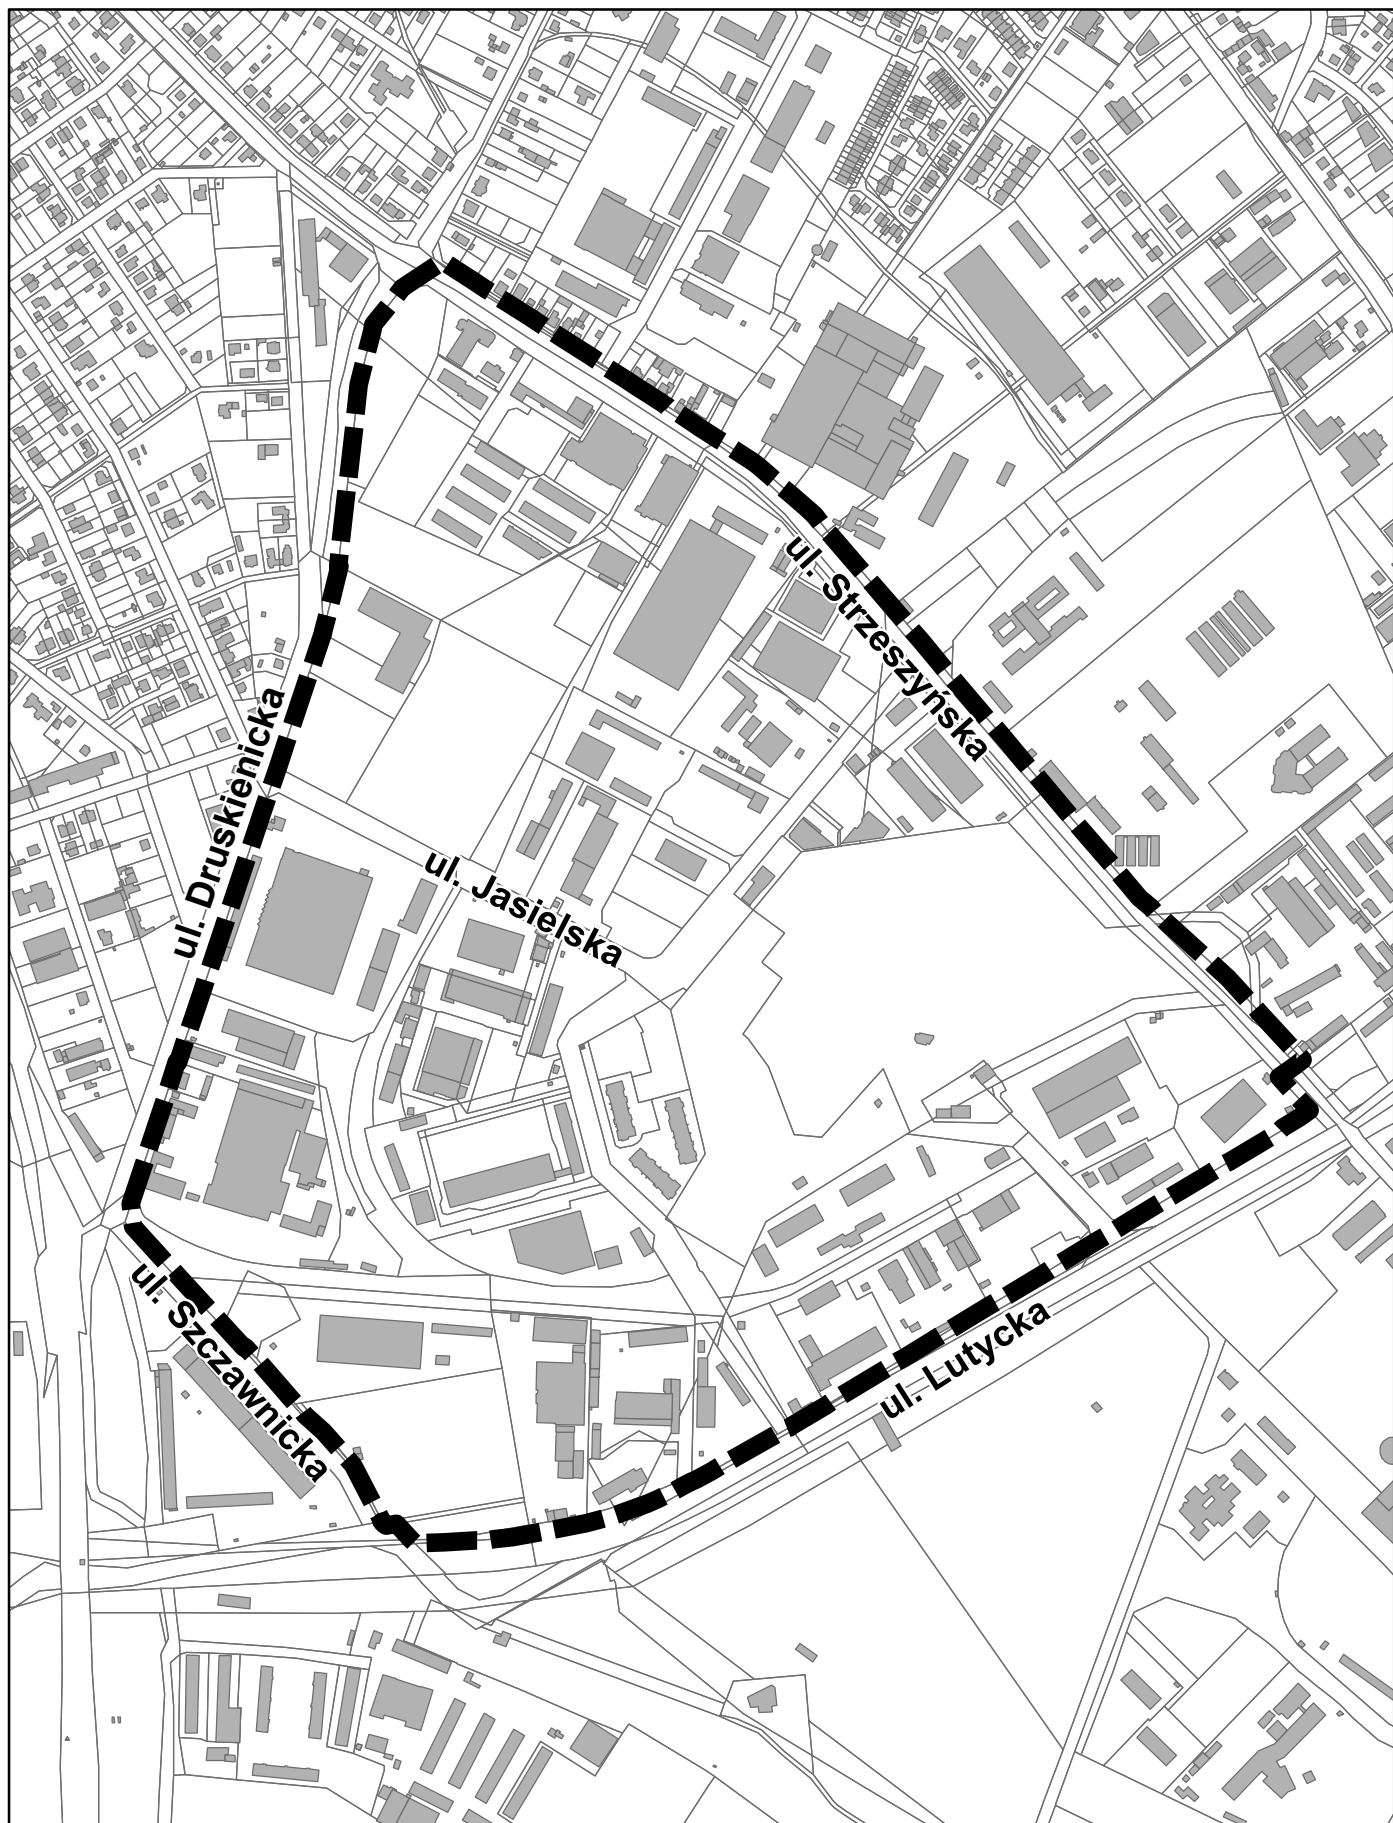 ul. Strzeszyńska
ul. Druskienicka
ul. Jasielska
ul. Szczawnicka
ul. Lutycka